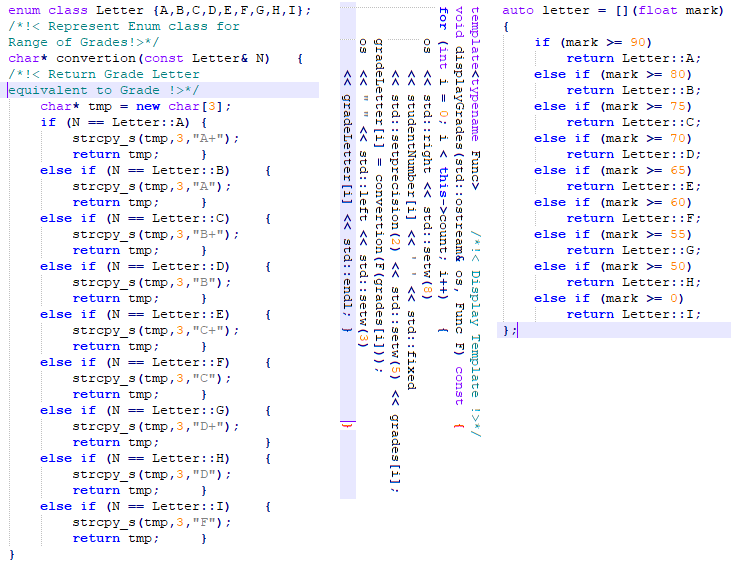 enum class Letter {A,B,C,D,E,F,G,H,I};
/*!< Represent Enum class for
Range of Grades!>*/
char* convertion(const Letter& N)    {
/*!< Return Grade Letter
equivalent to Grade !>*/
    char* tmp = new char[3];
    if (N == Letter::A) {
        strcpy_s(tmp,3,"A+");
        return tmp;     }
    else if (N == Letter::B)    {
        strcpy_s(tmp,3,"A");
        return tmp;     }
    else if (N == Letter::C)    {
        strcpy_s(tmp,3,"B+");
        return tmp;     }
    else if (N == Letter::D)    {
        strcpy_s(tmp,3,"B");
        return tmp;     }
    else if (N == Letter::E)    {
        strcpy_s(tmp,3,"C+");
        return tmp;     }
    else if (N == Letter::F)    {
        strcpy_s(tmp,3,"C");
        return tmp;     }
    else if (N == Letter::G)    {
        strcpy_s(tmp,3,"D+");
        return tmp;             }
    else if (N == Letter::H)    {
        strcpy_s(tmp,3,"D");
        return tmp;     }
    else if (N == Letter::I)    {
        strcpy_s(tmp,3,"F");
        return tmp;     }
}
template<typename Func>     /*!< Display Template !>*/
void displayGrades(std::ostream& os, Func F) const  {
for (int i = 0; i < this->count; i++)   {
    os  << std::right << std::setw(8)
        << studentNumber[i] << ' ' << std::fixed
        << std::setprecision(2) << std::setw(5) << grades[i];
    gradeLetter[i] = convertion(F(grades[i]));
    os  << " " << std::left << std::setw(3)
        << gradeLetter[i] << std::endl; }           }
auto letter = [](float mark)
{
    if (mark >= 90)
        return Letter::A;
    else if (mark >= 80)
        return Letter::B;
    else if (mark >= 75)
        return Letter::C;
    else if (mark >= 70)
        return Letter::D;
    else if (mark >= 65)
        return Letter::E;
    else if (mark >= 60)
        return Letter::F;
    else if (mark >= 55)
        return Letter::G;
    else if (mark >= 50)
        return Letter::H;
    else if (mark >= 0)
        return Letter::I;
};